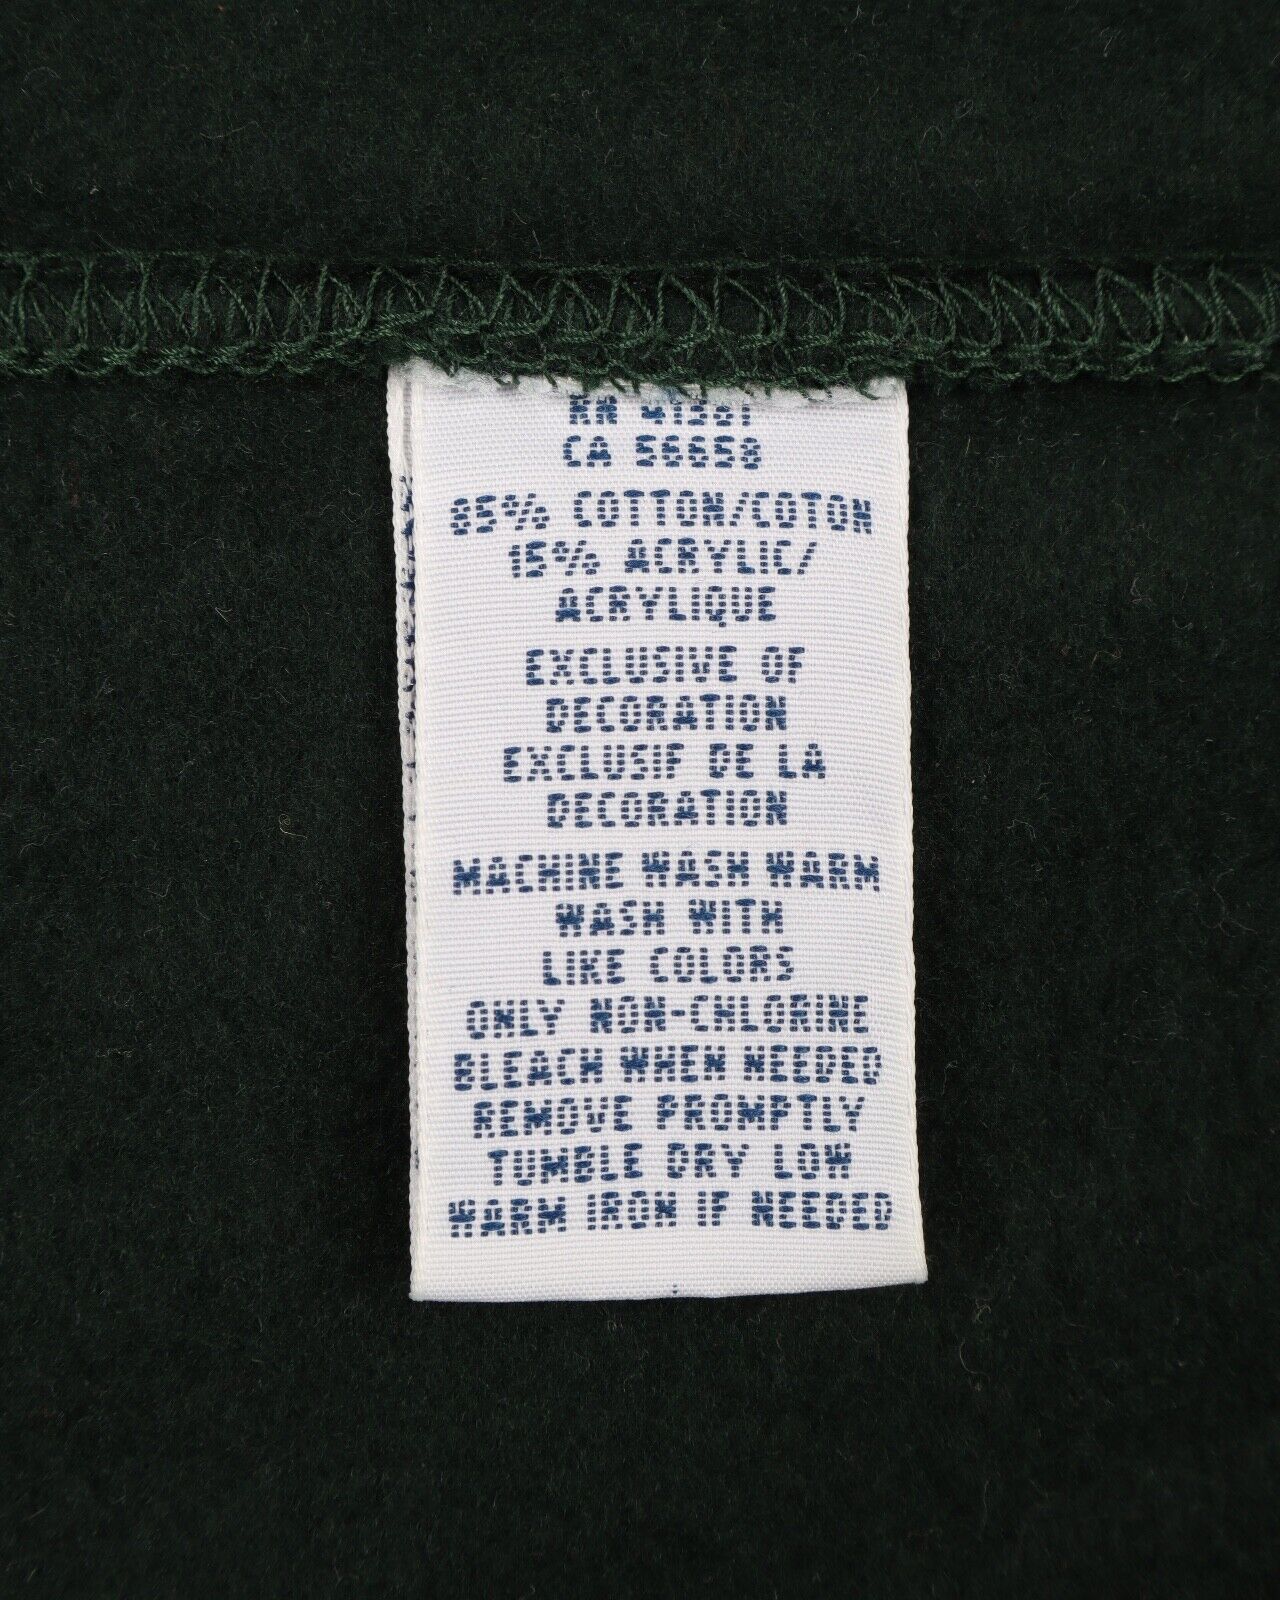 RN 41381
CA 56658
85% COTTON/COTON
15% ACRYLIC/
ACRYLIQUE
EXCLUSIVE OF
DECORATION
EXCLUSIF DE LA
DECORATION
MACHINE WASH WARM
WASH WITH
LIKE COLORS
ONLY NON-CHLORINE
BLEACH WHEN NEEDED
REMOVE PROMPTLY
TUMBLE DRY LOW
WARM IRON IF NEEDED